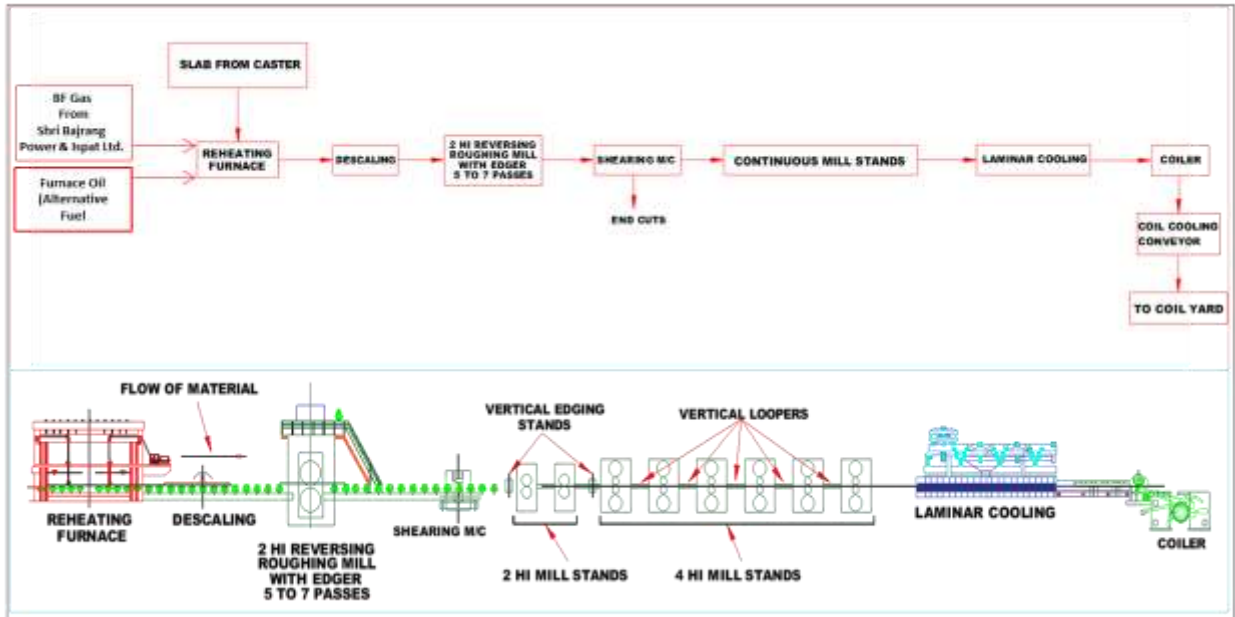 SLAB FROM CASTER
BF Gas
From
Shri Bajrang
Power & Ispat Ltd.
Furnace Oil
(Alternative
Fuel
REHEATING
FURNACE
DESCALING
2 HI REVERSING
ROUGHING MILL
WITH EDGER
5 TO 7 PASSES
SHEARING M/C
END CUTS
CONTINUOUS MILL STANDS
LAMINAR COOLING
COILER
COIL COOLING
CONVEYOR
TO COIL YARD
FLOW OF MATERIAL
VERTICAL EDGING
STANDS
VERTICAL LOOPERS
REHEATING
FURNACE
DESCALING
2 HI REVERSING
ROUGHING MILL
WITH EDGER
5 TO 7 PASSES
SHEARING M/C
2 HI MILL STANDS
4 HI MILL STANDS
LAMINAR COOLING
COILER